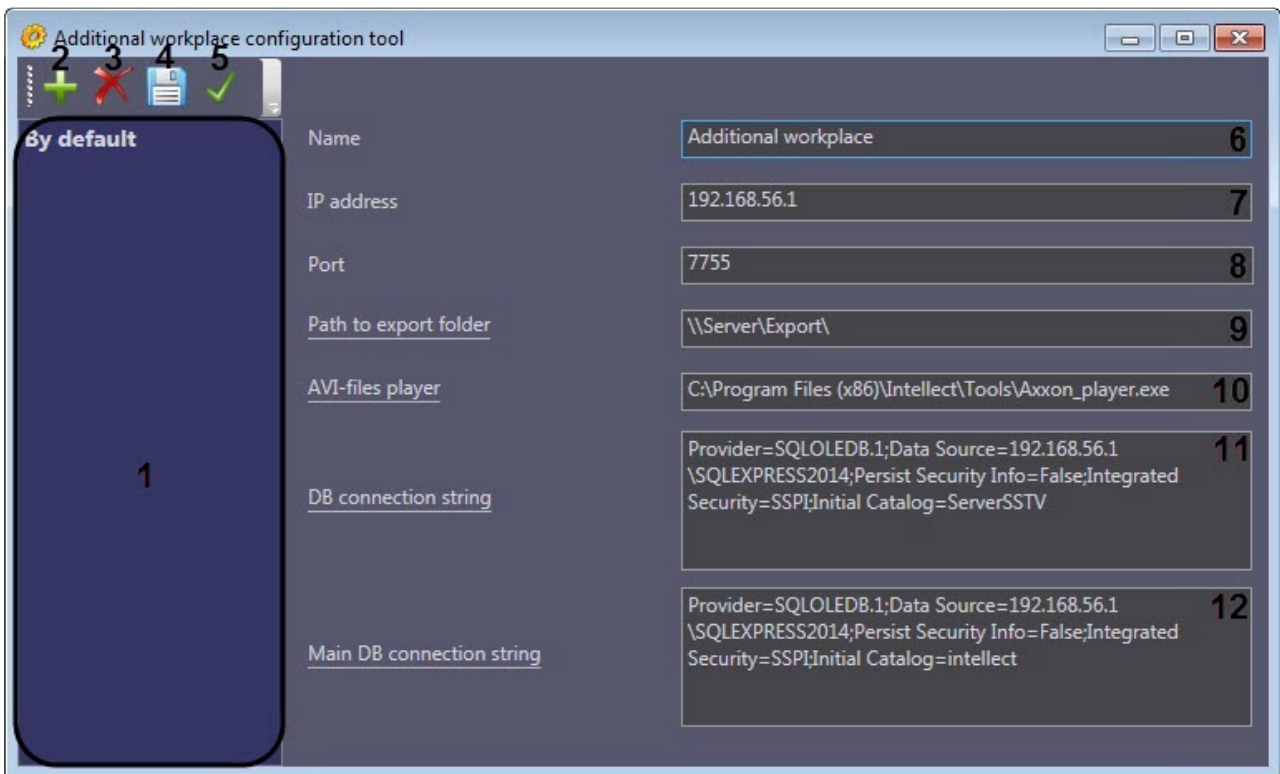 Additional workplace configuration tool
2 3 4 5
By default
1
Name
Additional workplace 6
IP address
192.168.56.1 7
Port
7755 8
Path to export folder
\\Server\Export\ 9
AVI-files player
C:\Program Files (x86)\Intellect\Tools\Axxon_player.exe 10
DB connection string
Provider=SQLOLEDB.1;Data Source=192.168.56.1 11
\SQLEXPRESS2014;Persist Security Info=False;Integrated
Security=SSPI;Initial Catalog=ServerSSTV
Main DB connection string
Provider=SQLOLEDB.1;Data Source=192.168.56.1 12
\SQLEXPRESS2014;Persist Security Info=False;Integrated
Security=SSPI;Initial Catalog=intellect